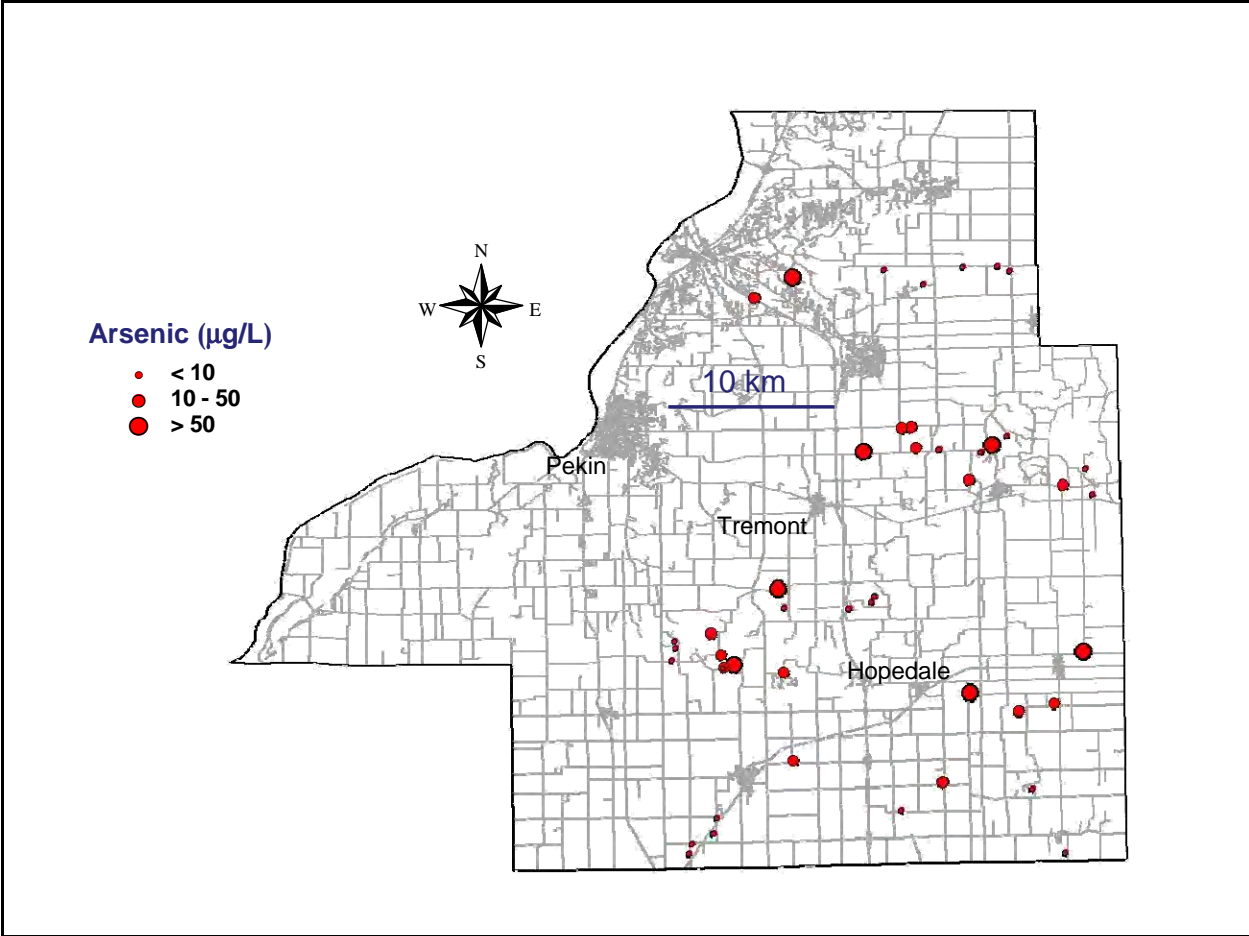 N
W E
S
Arsenic (µg/L)
< 10
10 - 50
> 50
10 km
Pekin
Tremont
Hopedale